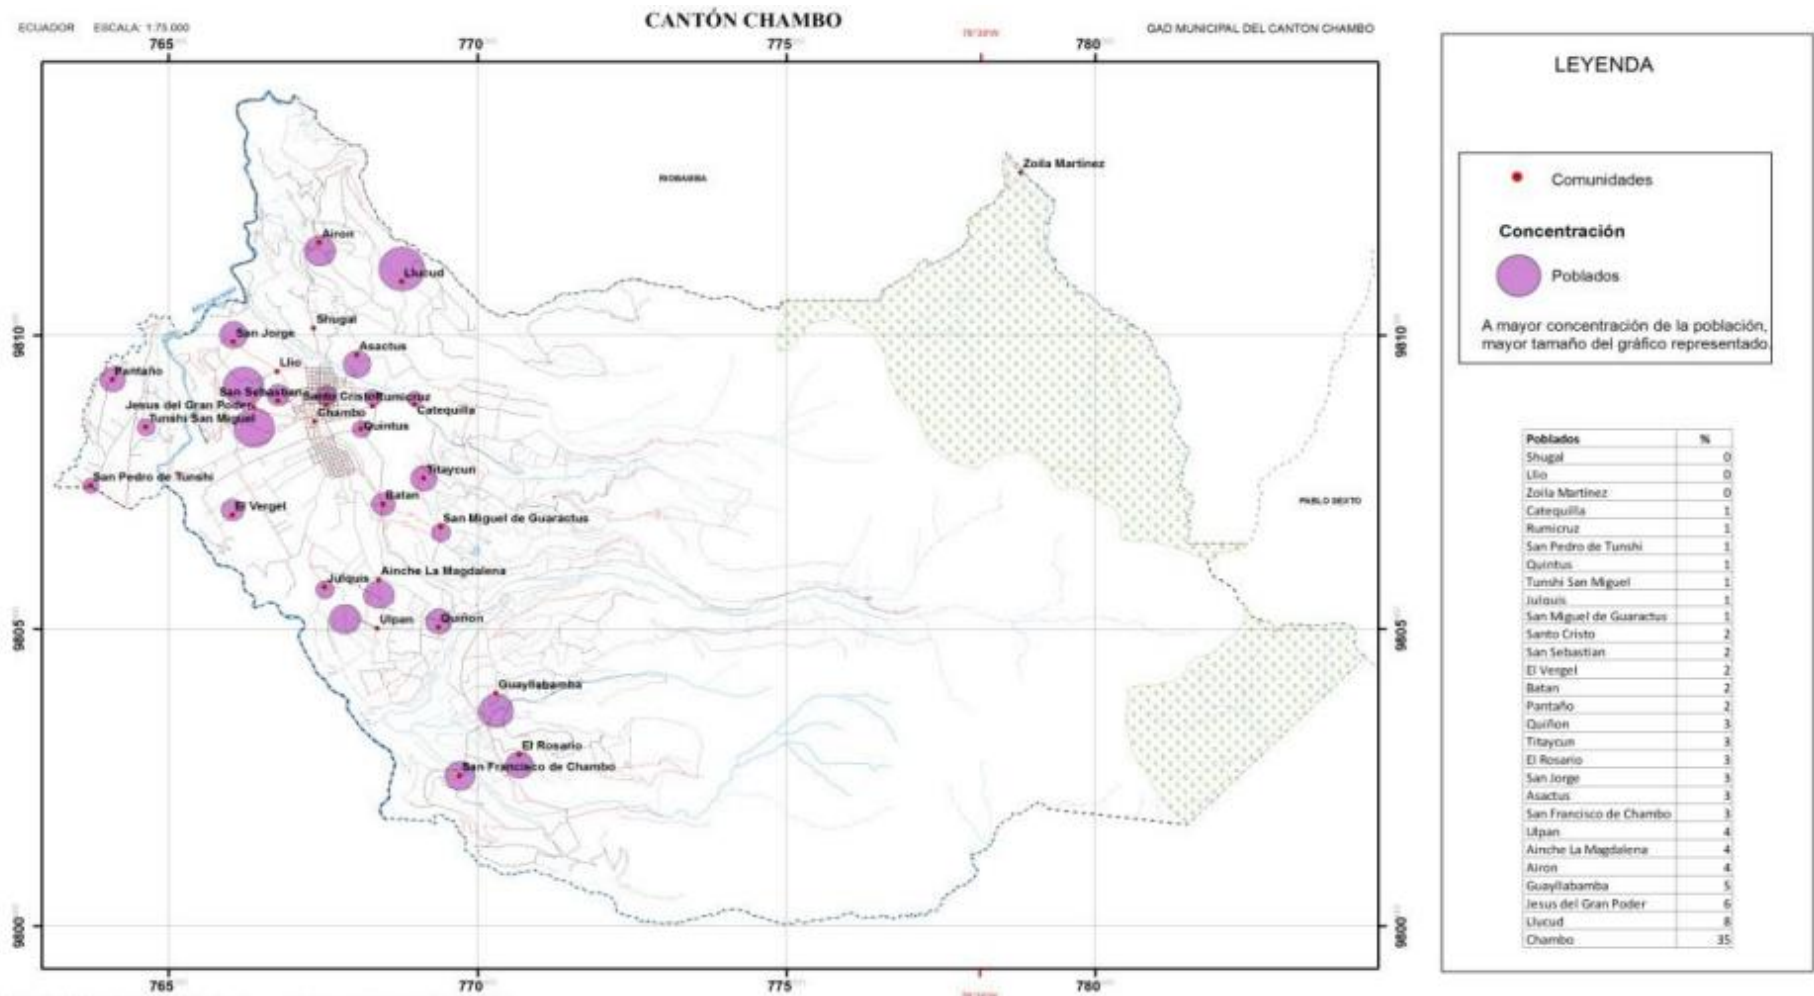 CANTÓN CHAMBO
ECUADOR ESCALA: 1:75.000
GAD MUNICIPAL DEL CANTON CHAMBO
765 770 775 780
Zoila Martinez
RIOBAMBA
Airon
Llucud
Shugal
San Jorge
9810
9810
Asactus
Llio
Pantaño
San Sebastian
Santo Cristo
Rumicruz
Jesus del Gran Poder
Catequilla
Tunshi San Miguel
Chambo
Quintus
Titaycun
San Pedro de Tunshi
Batan
El Vergel
PABLO SEXTO
San Miguel de Guaractus
Ainche La Magdalena
Julquis
Ulpan
Quiñon
9805
9805
Guayllabamba
El Rosario
San Francisco de Chambo
9800
9800
765 770 775 780
LEYENDA
Comunidades
Concentración
Poblados
A mayor concentración de la población,
mayor tamaño del gráfico representado.
Poblados %
Shugal 0
Llio 0
Zoila Martinez 0
Catequilla 1
Rumicruz 1
San Pedro de Tunshi 1
Quintus 1
Tunshi San Miguel 1
Julquis 1
San Miguel de Guaractus 1
Santo Cristo 2
San Sebastian 2
El Vergel 2
Batan 2
Pantaño 2
Quiñon 3
Titaycun 3
El Rosario 3
San Jorge 3
Asactus 3
San Francisco de Chambo 3
Ulpan 4
Ainche La Magdalena 4
Airon 4
Guayllabamba 5
Jesus del Gran Poder 6
Llucud 8
Chambo 35